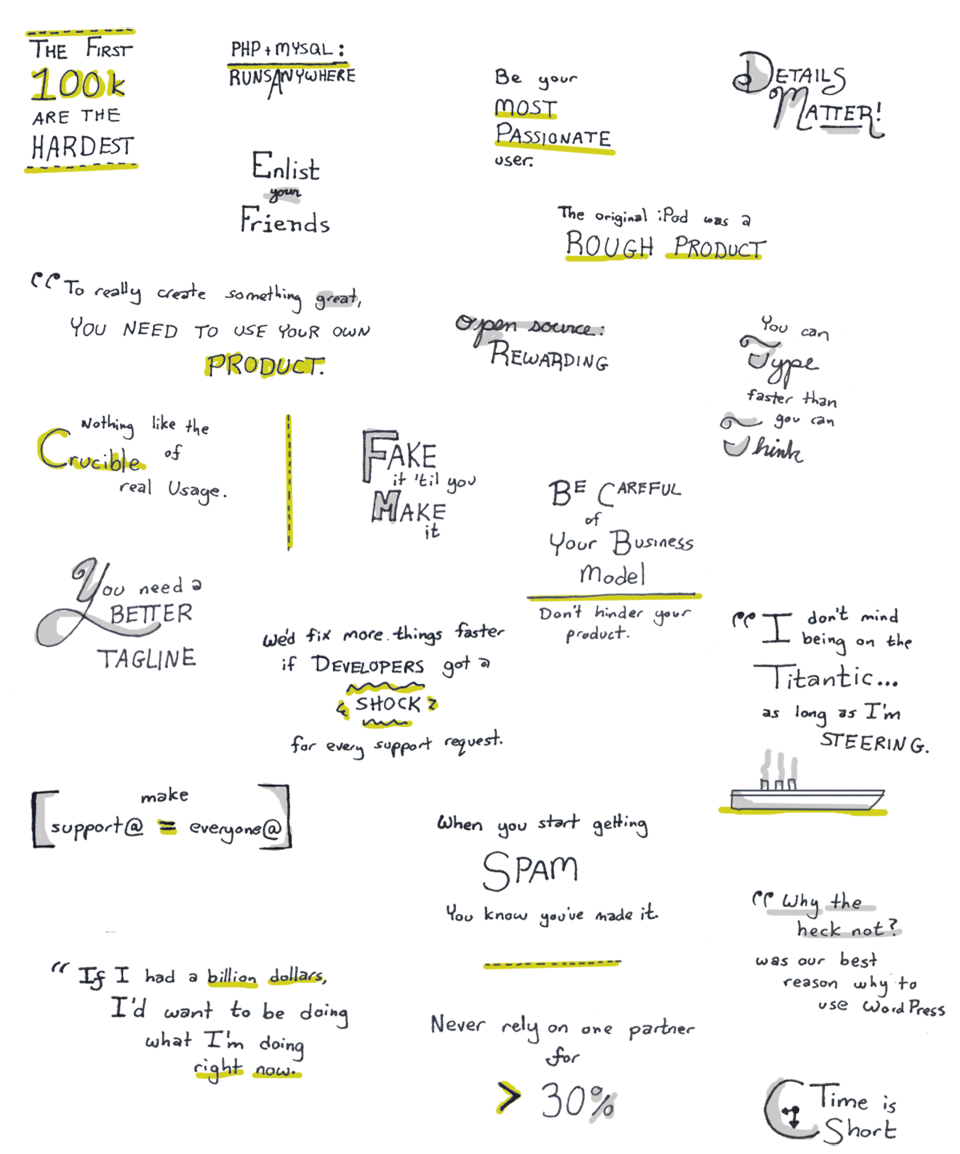 THE FIRST
100k
ARE THE
HARDEST
PHP + MYSQL:
RUNS ANYWHERE
Be your
MOST
PASSIONATE
user.
DETAILS
MATTER!
Enlist
your
Friends
The original iPod was a
ROUGH PRODUCT
“To really create something great,
YOU NEED TO USE YOUR OWN
PRODUCT.
Open source:
REWARDING
You can
Type
faster than
you can
Think
Nothing like the
Crucible of
real Usage.
FAKE
it 'til you
MAKE
it
BE CAREFUL
of
Your Business
Model
Don't hinder your
product.
You need a
BETTER
TAGLINE
We'd fix more things faster
if DEVELOPERS got a
SHOCK
for every support request.
“I don't mind
being on the
Titantic...
as long as I'm
STEERING.
make
support@ = everyone@
When you start getting
SPAM
You know you've made it.
“Why the
heck not?
was our best
reason why to
use WordPress
“If I had a billion dollars,
I'd want to be doing
what I'm doing
right now.
Never rely on one partner
for
> 30%
Time is
Short